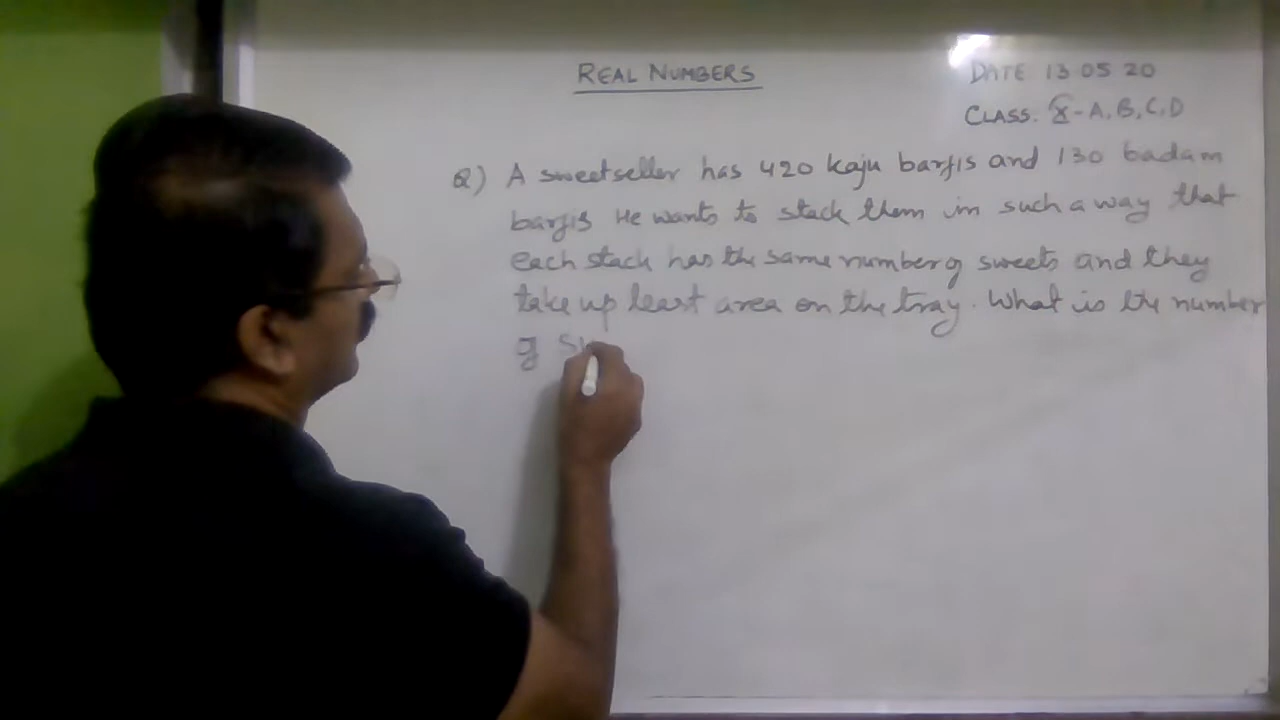 REAL NUMBERS
DATE 13 05 20
CLASS. X-A, B, C, D
Q) A sweetseller has 420 kaju barfis and 130 badam
barfis He wants to stack them in such a way that
each stack has the same number of sweets and they
take up least area on the tray. What is the number
of